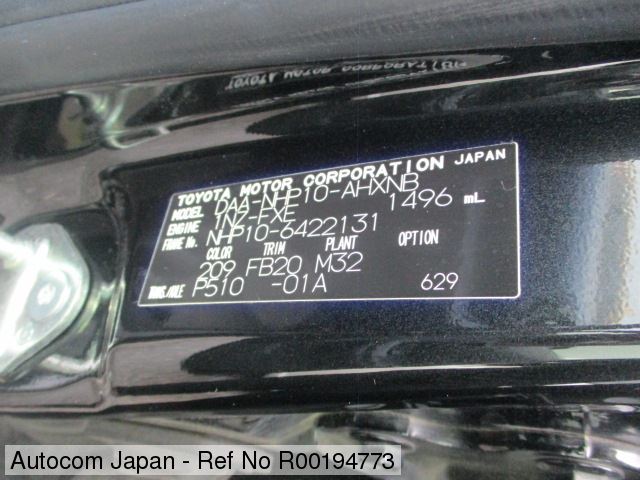 TOYOTA MOTOR CORPORATION JAPAN
MODEL DAA-NHP10-AHXNB
ENGINE 1NZ-FXE 1496 mL
FRAME No. NHP10-6422131
COLOR TRIM PLANT OPTION
209 FB20 M32
TRANS./AXLE P510 -01A 629
Autocom Japan - Ref No R00194773